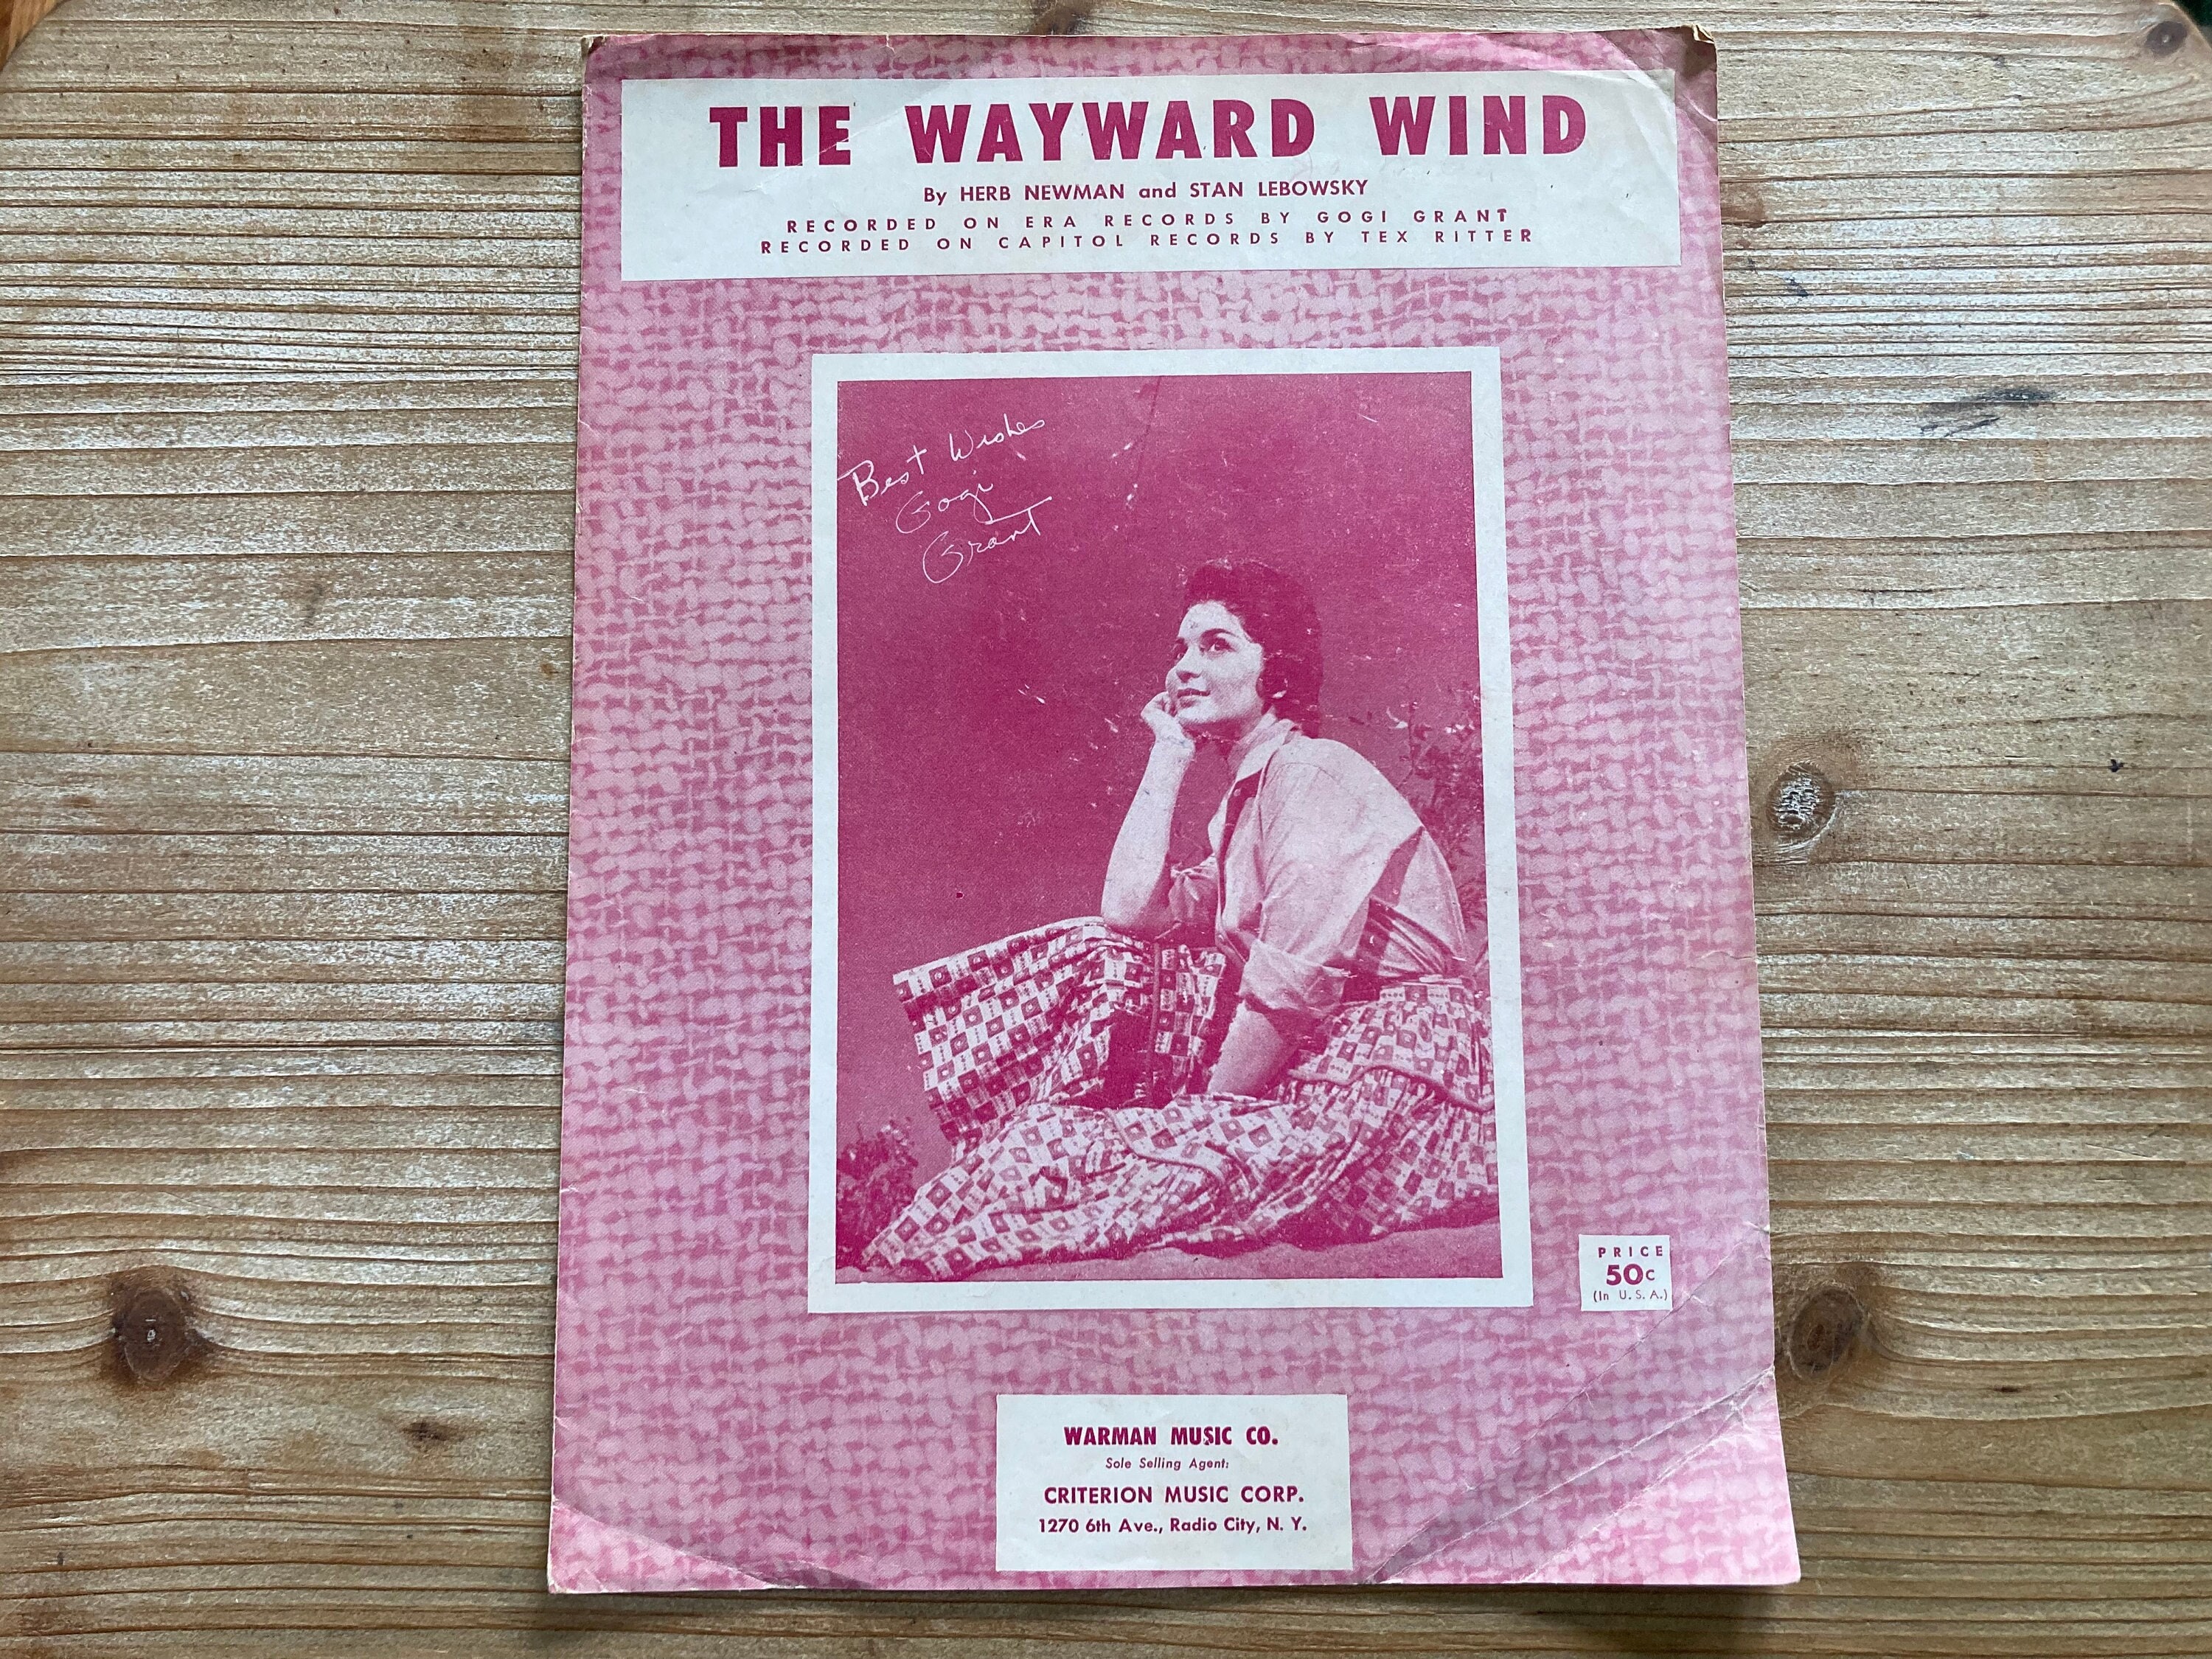 THE WAYWARD WIND
By HERB NEWMAN and STAN LEBOWSKY
RECORDED ON ERA RECORDS BY GOGI GRANT
RECORDED ON CAPITOL RECORDS BY TEX RITTER
Best Wishes
Gogi
Grant
PRICE
50c
(In U.S.A.)
WARMAN MUSIC CO.
Sole Selling Agent:
CRITERION MUSIC CORP.
1270 6th Ave., Radio City, N. Y.